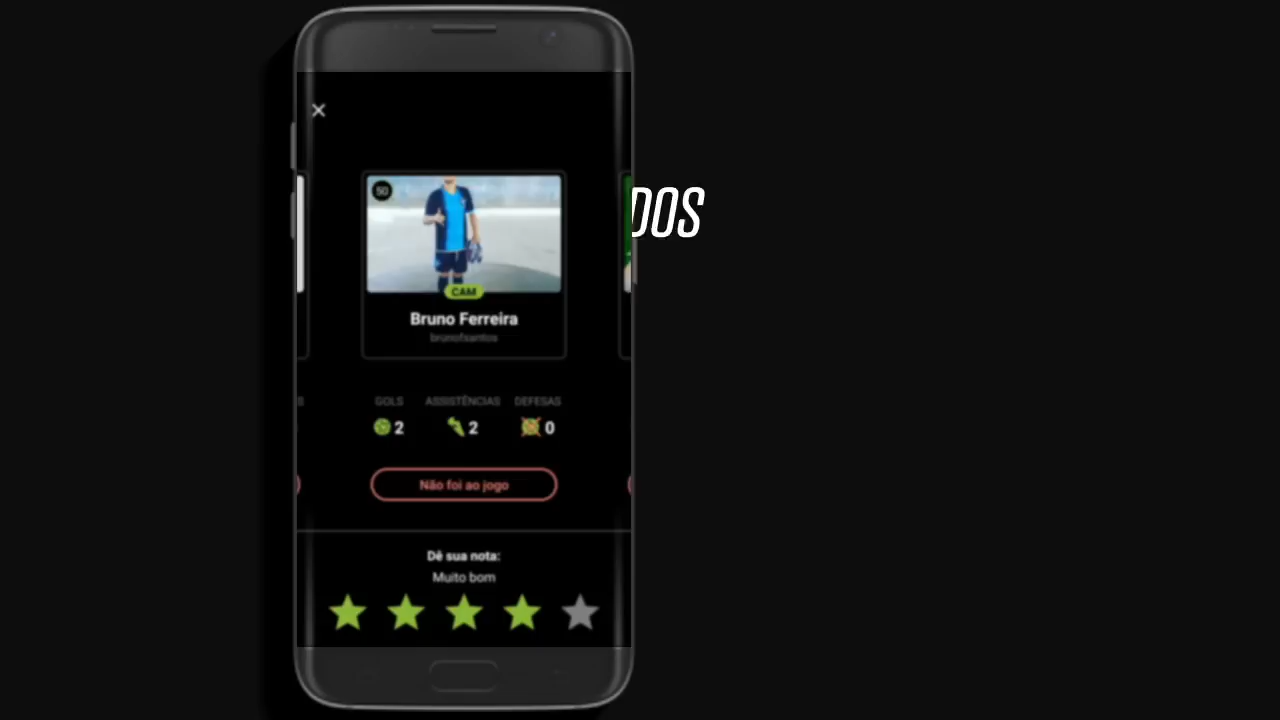 50
DOS
CAM
Bruno Ferreira
brunofxantos
GOLS ASSISTÊNCIAS DEFESAS
2 2 0
Não foi ao jogo
Dê sua nota:
Muito bom